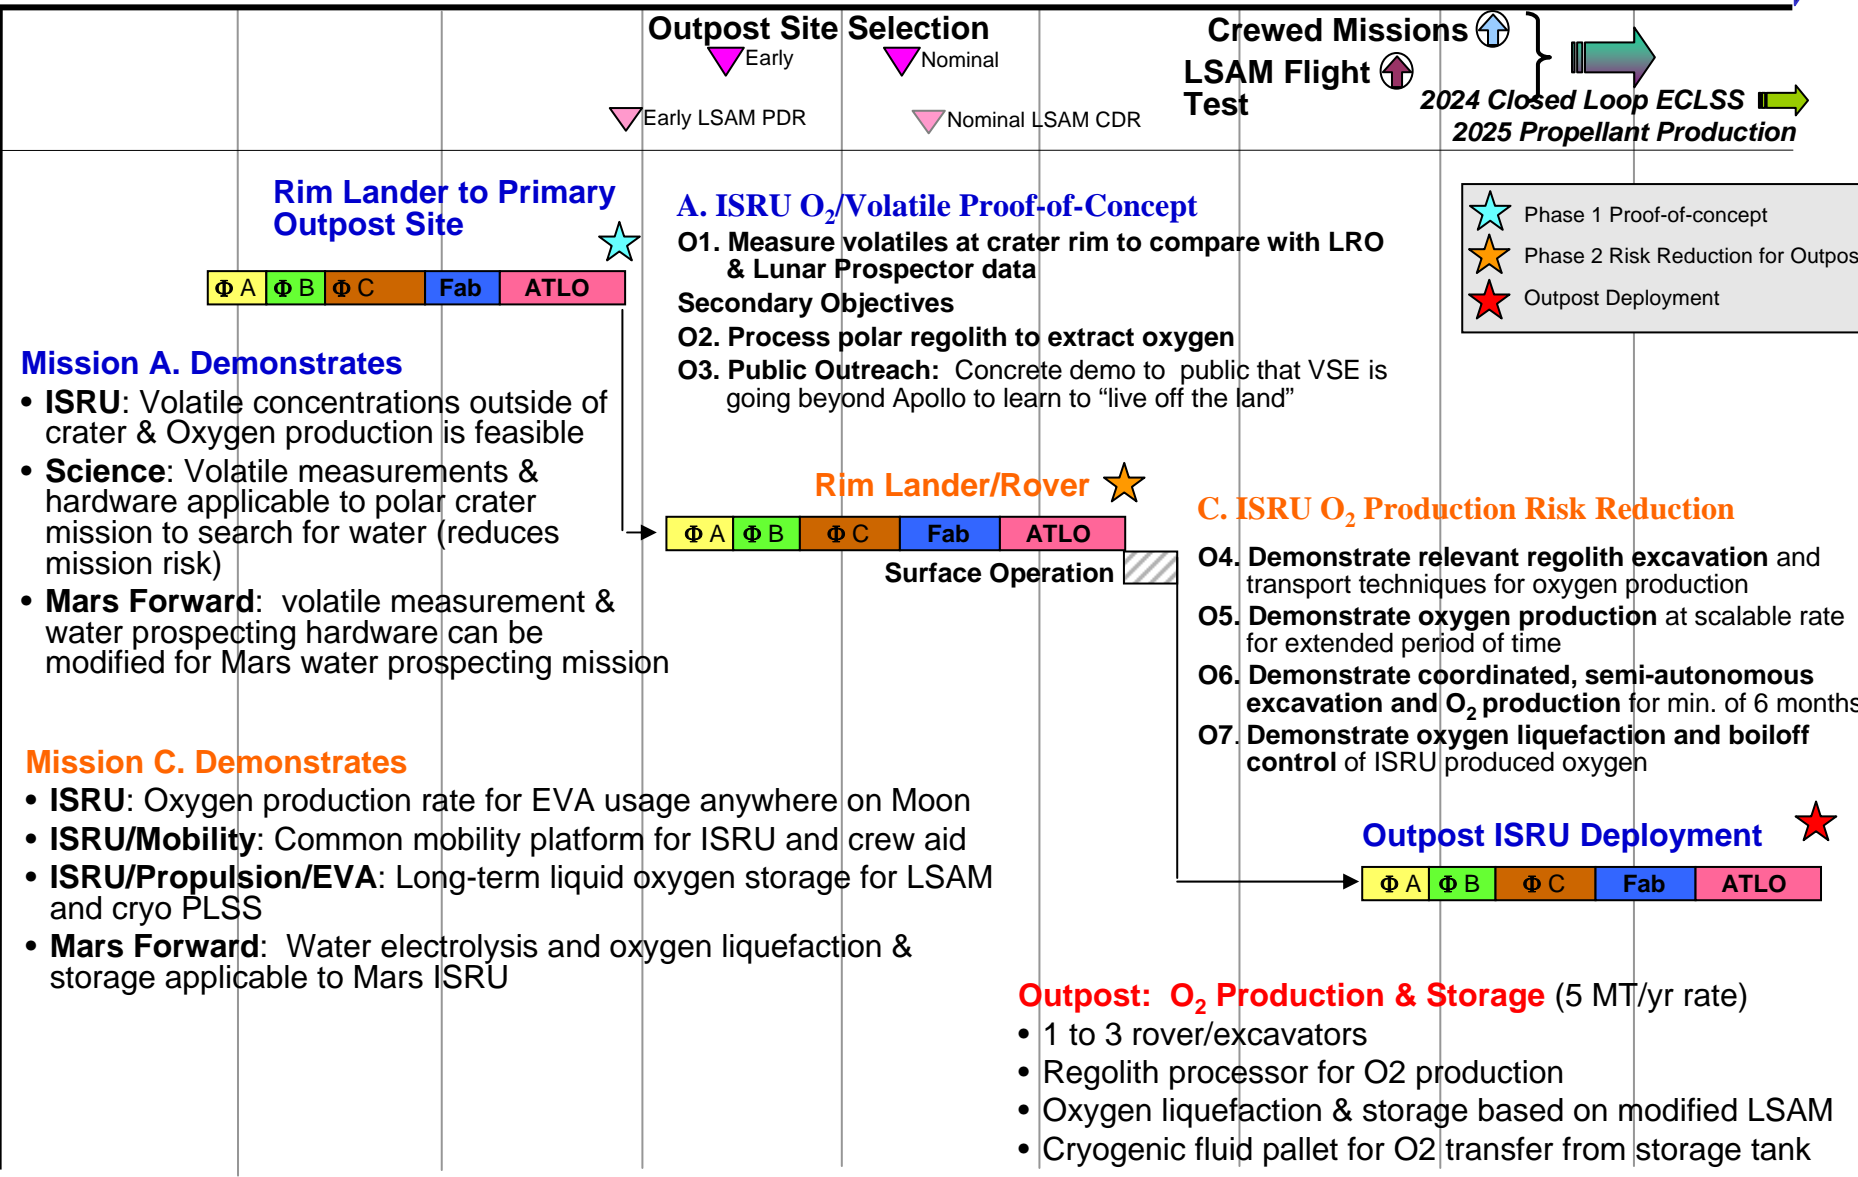 Outpost Site Selection
Early
Nominal
Early LSAM PDR
Nominal LSAM CDR
Crewed Missions
LSAM Flight
Test
2024 Closed Loop ECLSS
2025 Propellant Production
Rim Lander to Primary
Outpost Site
Φ A Φ B Φ C Fab ATLO
A. ISRU O2/Volatile Proof-of-Concept
O1. Measure volatiles at crater rim to compare with LRO
& Lunar Prospector data
Secondary Objectives
O2. Process polar regolith to extract oxygen
O3. Public Outreach: Concrete demo to public that VSE is
going beyond Apollo to learn to “live off the land”
Phase 1 Proof-of-concept
Phase 2 Risk Reduction for Outpos
Outpost Deployment
Mission A. Demonstrates
• ISRU: Volatile concentrations outside of
crater & Oxygen production is feasible
• Science: Volatile measurements &
hardware applicable to polar crater
mission to search for water (reduces
mission risk)
• Mars Forward: volatile measurement &
water prospecting hardware can be
modified for Mars water prospecting mission
Rim Lander/Rover
Φ A Φ B Φ C Fab ATLO
Surface Operation
C. ISRU O2 Production Risk Reduction
O4. Demonstrate relevant regolith excavation and
transport techniques for oxygen production
O5. Demonstrate oxygen production at scalable rate
for extended period of time
O6. Demonstrate coordinated, semi-autonomous
excavation and O2 production for min. of 6 months
O7. Demonstrate oxygen liquefaction and boiloff
control of ISRU produced oxygen
Mission C. Demonstrates
• ISRU: Oxygen production rate for EVA usage anywhere on Moon
• ISRU/Mobility: Common mobility platform for ISRU and crew aid
• ISRU/Propulsion/EVA: Long-term liquid oxygen storage for LSAM
and cryo PLSS
• Mars Forward: Water electrolysis and oxygen liquefaction &
storage applicable to Mars ISRU
Outpost ISRU Deployment
Φ A Φ B Φ C Fab ATLO
Outpost: O2 Production & Storage (5 MT/yr rate)
• 1 to 3 rover/excavators
• Regolith processor for O2 production
• Oxygen liquefaction & storage based on modified LSAM
• Cryogenic fluid pallet for O2 transfer from storage tank